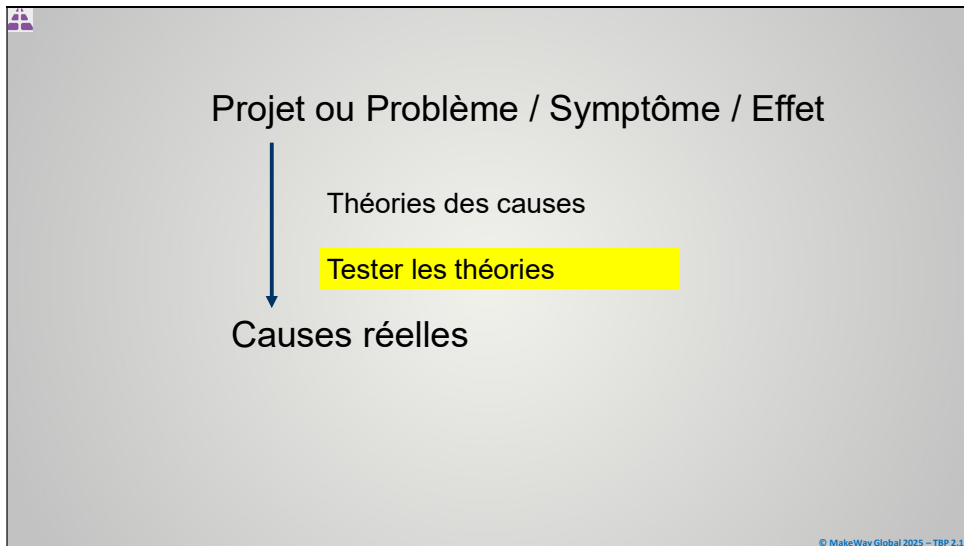 Projet ou Problème / Symptôme / Effet
Théories des causes
Tester les théories
Causes réelles
© MakeWay Global 2025 – TBP 2.1